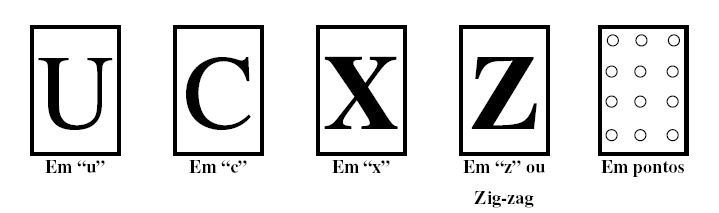 U C X Z
Em “u” Em “c” Em “x” Em “z” ou Em pontos
Zig-zag